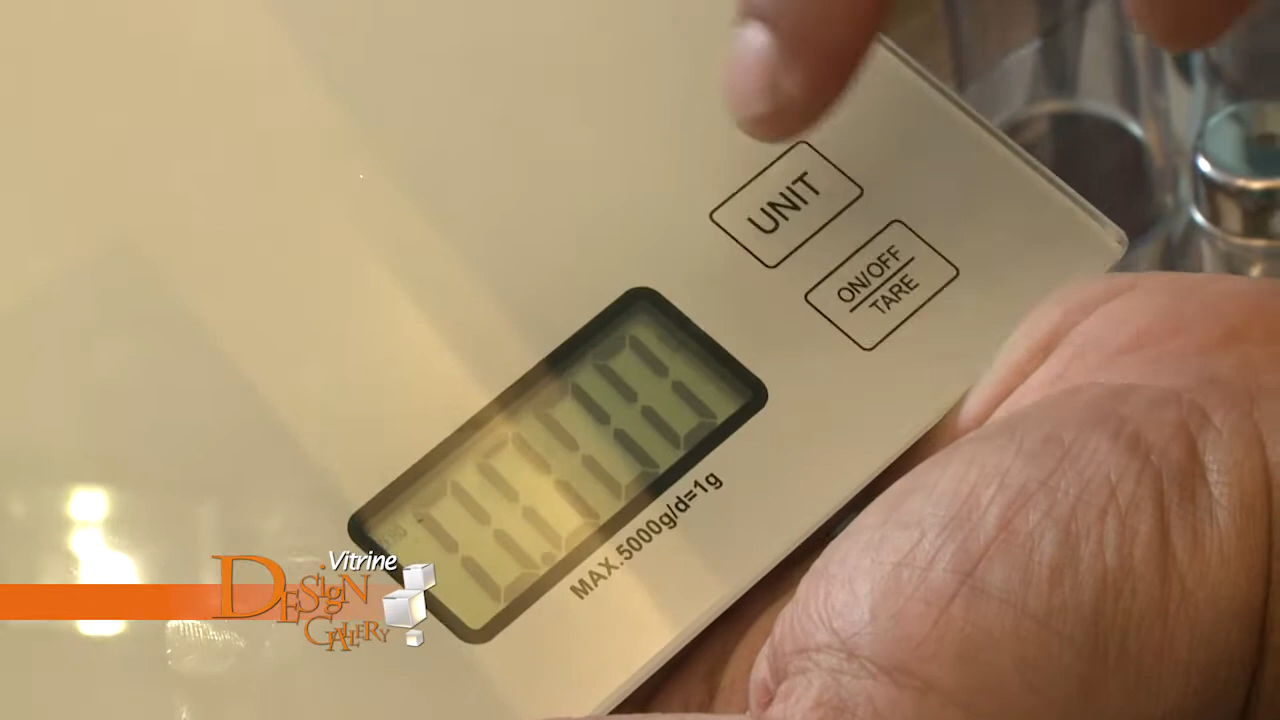 UNIT
ON/OFF
TARE
MAX.5000g/d=1g
Vitrine
DESIGN
GALLERY